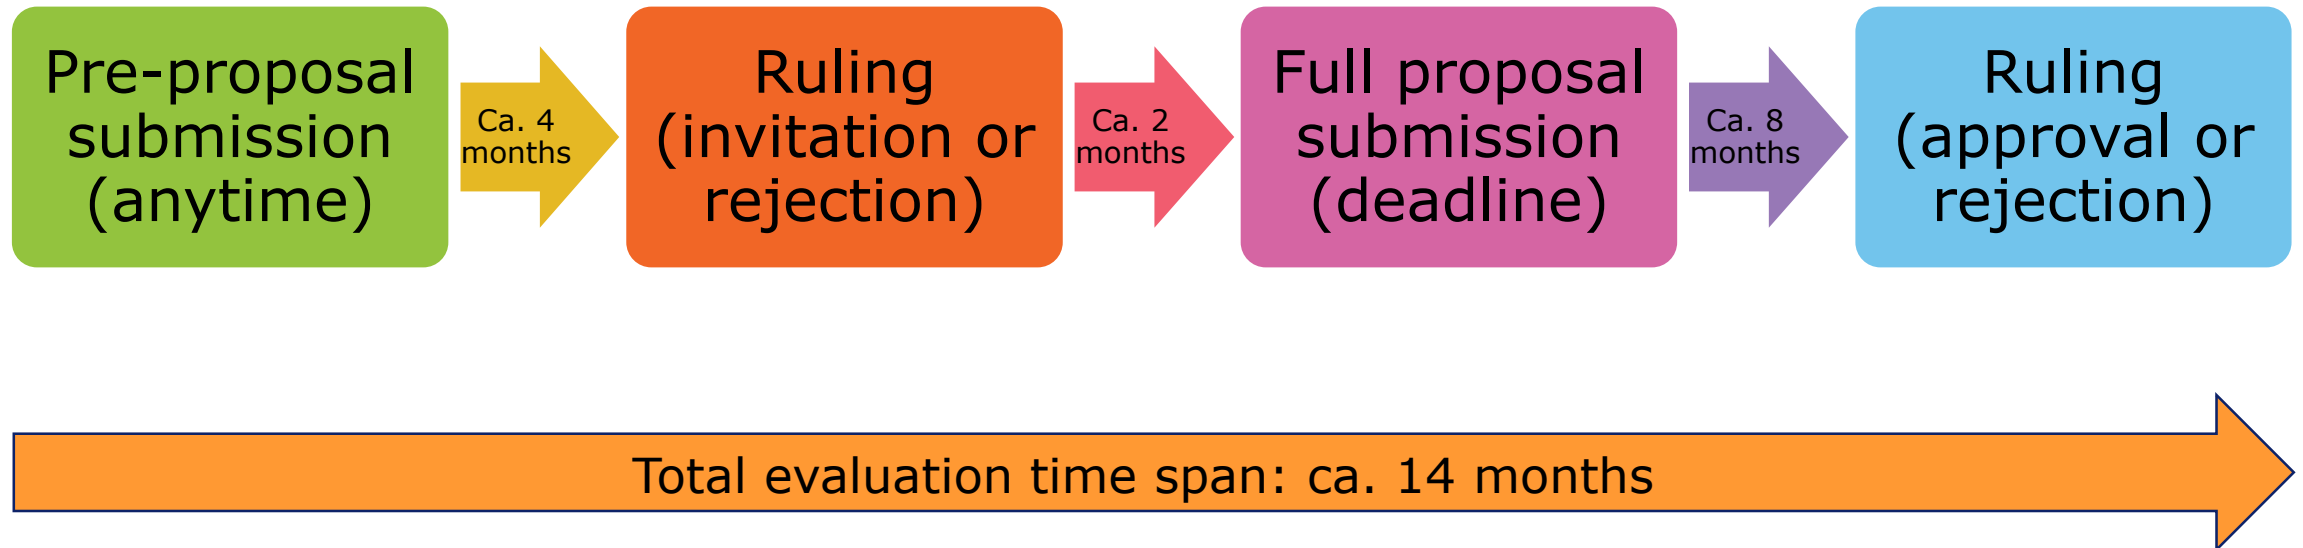 Pre-proposal
submission
(anytime)
Ca. 4
months
Ruling
(invitation or
rejection)
Ca. 2
months
Full proposal
submission
(deadline)
Ca. 8
months
Ruling
(approval or
rejection)
Total evaluation time span: ca. 14 months